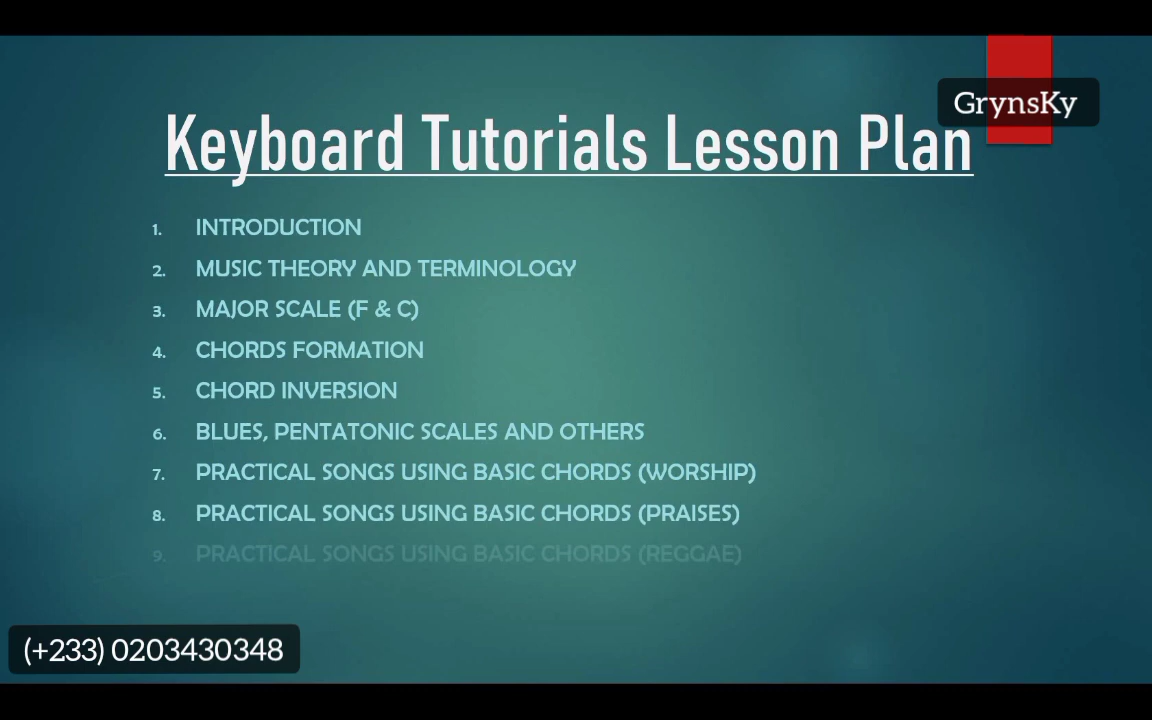 GrynsKy
Keyboard Tutorials Lesson Plan
1. INTRODUCTION
2. MUSIC THEORY AND TERMINOLOGY
3. MAJOR SCALE (F & C)
4. CHORDS FORMATION
5. CHORD INVERSION
6. BLUES, PENTATONIC SCALES AND OTHERS
7. PRACTICAL SONGS USING BASIC CHORDS (WORSHIP)
8. PRACTICAL SONGS USING BASIC CHORDS (PRAISES)
9. PRACTICAL SONGS USING BASIC CHORDS (REGGAE)
(+233) 0203430348